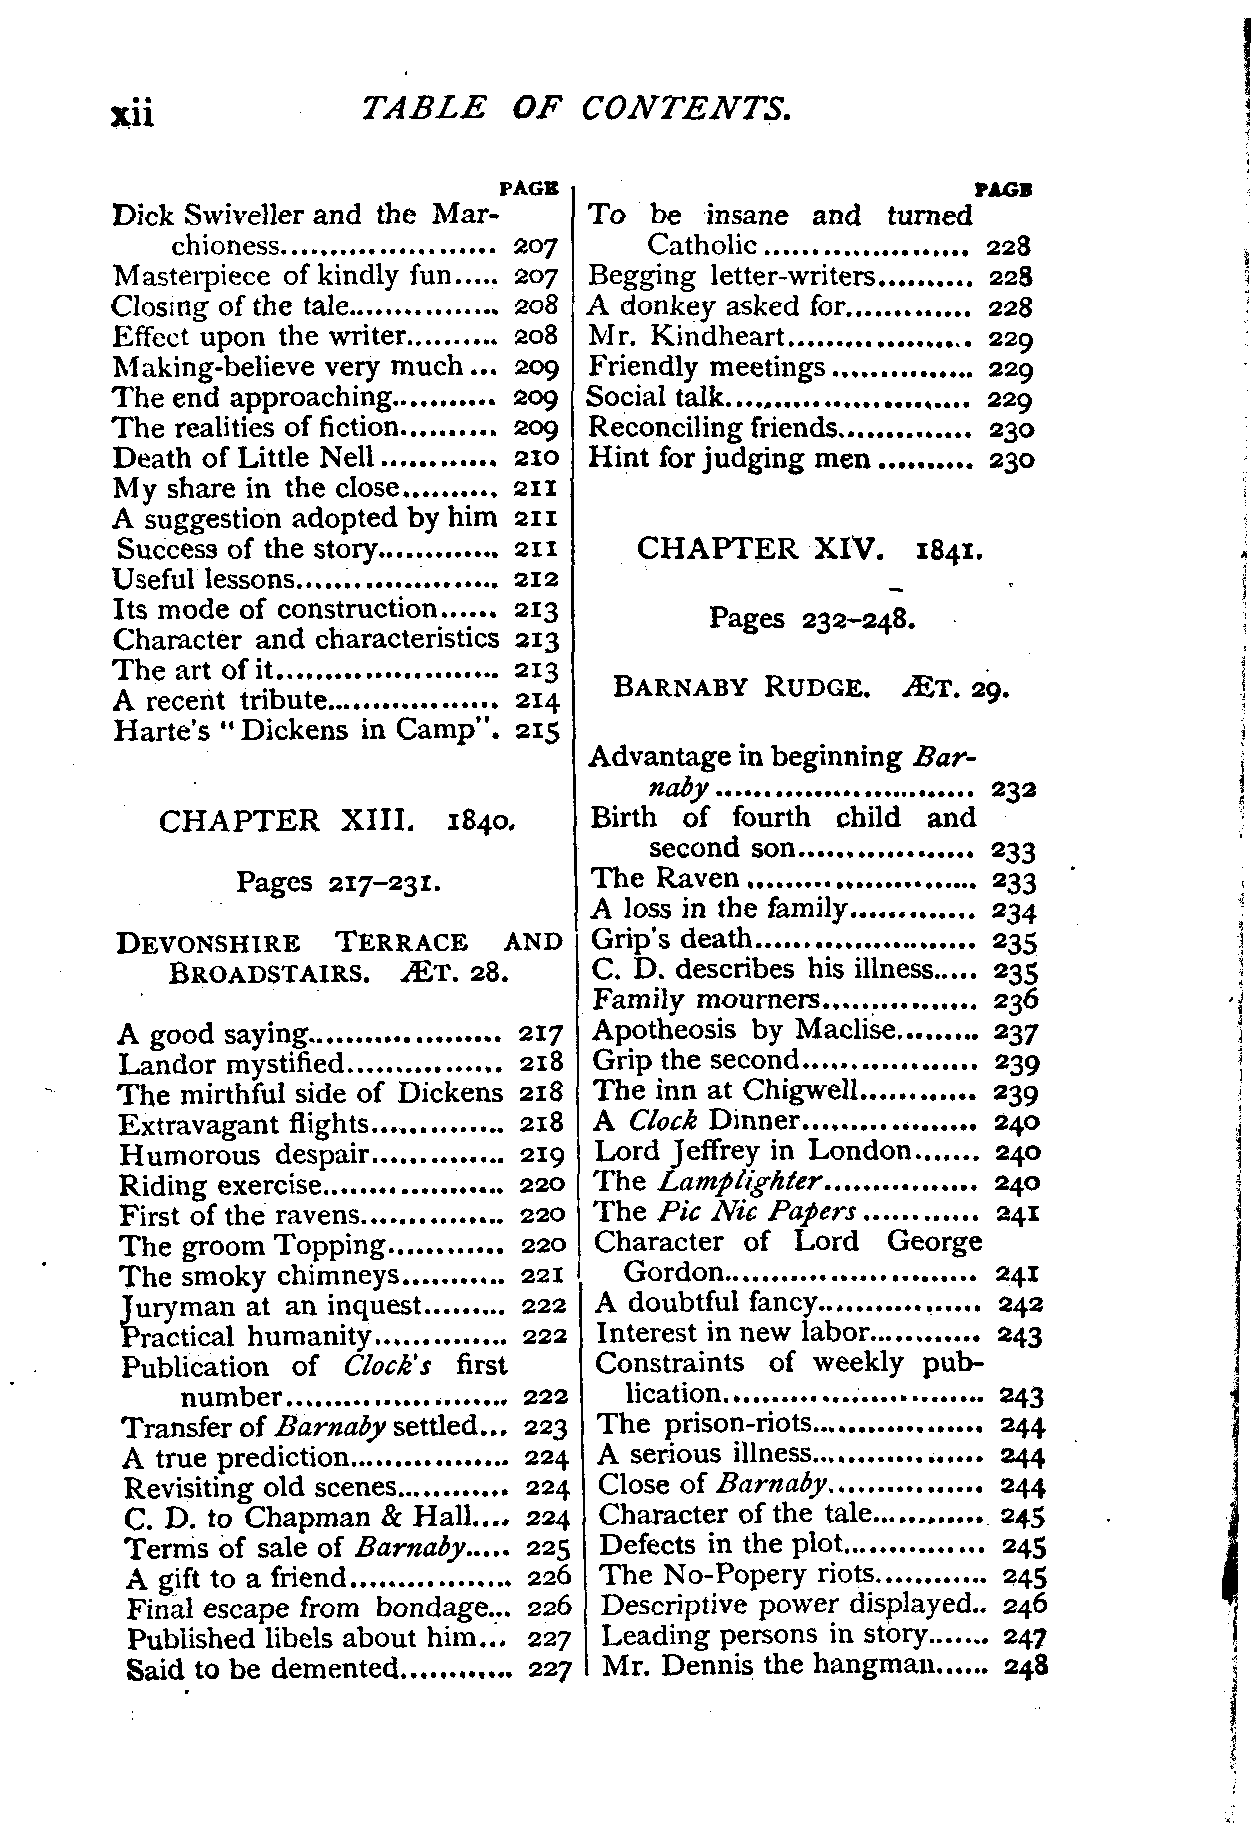 xii
TABLE OF CONTENTS.
PAGE
Dick Swiveller and the Mar-
chioness...................... 207
Masterpiece of kindly fun..... 207
Closing of the tale................ 208
Effect upon the writer.......... 208
Making-believe very much... 209
The end approaching........... 209
The realities of fiction.......... 209
Death of Little Nell............ 210
My share in the close.......... 211
A suggestion adopted by him 211
Success of the story............. 211
Useful lessons..................... 212
Its mode of construction...... 213
Character and characteristics 213
The art of it....................... 213
A recent tribute.................. 214
Harte's "Dickens in Camp". 215
CHAPTER XIII. 1840.
Pages 217–231.
DEVONSHIRE TERRACE AND
BROADSTAIRS. ÆT. 28.
A good saying.................... 217
Landor mystified................ 218
The mirthful side of Dickens 218
Extravagant flights.............. 218
Humorous despair.............. 219
Riding exercise................... 220
First of the ravens............... 220
The groom Topping............ 220
The smoky chimneys........... 221
Juryman at an inquest......... 222
Practical humanity.............. 222
Publication of Clock's first
number....................... 222
Transfer of Barnaby settled... 223
A true prediction................. 224
Revisiting old scenes............ 224
C. D. to Chapman & Hall.... 224
Terms of sale of Barnaby..... 225
A gift to a friend................. 226
Final escape from bondage... 226
Published libels about him... 227
Said to be demented............ 227
PAGE
To be insane and turned
Catholic..................... 228
Begging letter-writers.......... 228
A donkey asked for............. 228
Mr. Kindheart................... 229
Friendly meetings............... 229
Social talk......................... 229
Reconciling friends.............. 230
Hint for judging men.......... 230
CHAPTER XIV. 1841.
Pages 232–248.
BARNABY RUDGE. ÆT. 29.
Advantage in beginning Bar-
naby........................... 232
Birth of fourth child and
second son.................. 233
The Raven........................ 233
A loss in the family............. 234
Grip's death....................... 235
C. D. describes his illness..... 235
Family mourners................ 236
Apotheosis by Maclise......... 237
Grip the second.................. 239
The inn at Chigwell............ 239
A Clock Dinner.................. 240
Lord Jeffrey in London....... 240
The Lamplighter................ 240
The Pic Nic Papers............ 241
Character of Lord George
Gordon.......................... 241
A doubtful fancy................. 242
Interest in new labor............ 243
Constraints of weekly pub-
lication........................... 243
The prison-riots.................. 244
A serious illness.................. 244
Close of Barnaby................ 244
Character of the tale............ 245
Defects in the plot............... 245
The No-Popery riots............ 245
Descriptive power displayed.. 246
Leading persons in story....... 247
Mr. Dennis the hangman...... 248